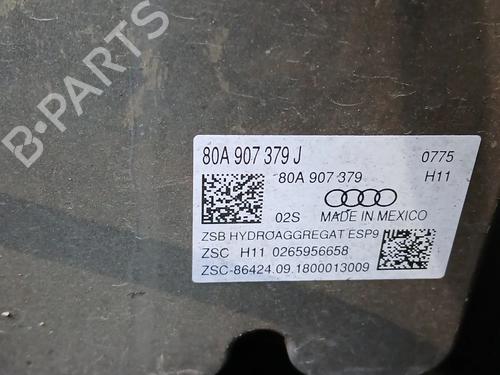 B-PARTS
80A 907 379 J 0775
80A 907 379 H11
02S MADE IN MEXICO
ZSB HYDROAGGREGAT ESP9
ZSC H11 0265956658
ZSC-86424.09.1800013009